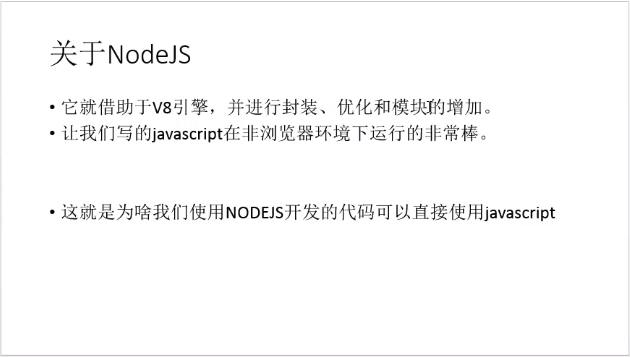 关于NodeJS
• 它就借助于V8引擎，并进行封装、优化和模块的增加。
• 让我们写的javascript在非浏览器环境下运行的非常棒。
• 这就是为啥我们使用NODEJS开发的代码可以直接使用javascript